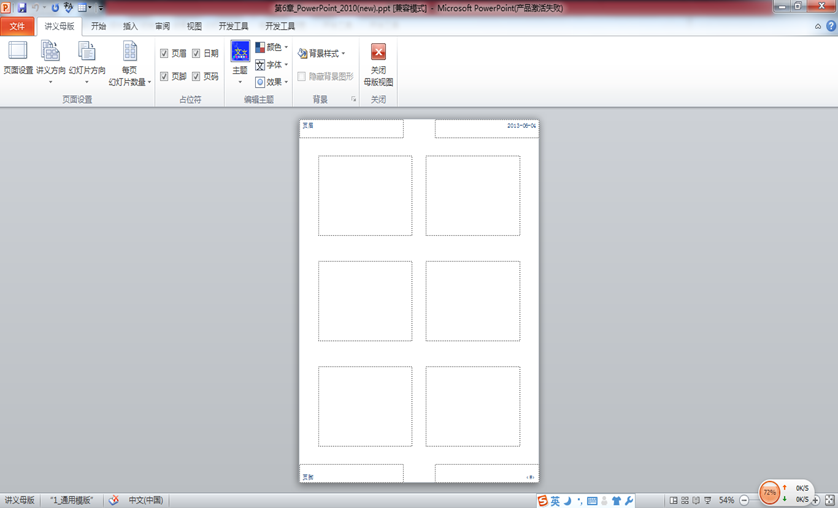 第6章_PowerPoint_2010(new).ppt [兼容模式] - Microsoft PowerPoint(产品激活失败)
文件 讲义母版 开始 插入 审阅 视图 开发工具 开发工具
页面设置 讲义方向 幻灯片方向 每页 幻灯片数量
页眉 日期
页脚 页码
主题 颜色 字体 效果
背景样式
隐藏背景图形
关闭 母版视图
页面设置 占位符 编辑主题 背景 关闭
页眉 2013-06-04
页脚 ‹#›
讲义母版 "1_通用模版" 中文(中国) 英 54% 72% 0K/S
0K/S